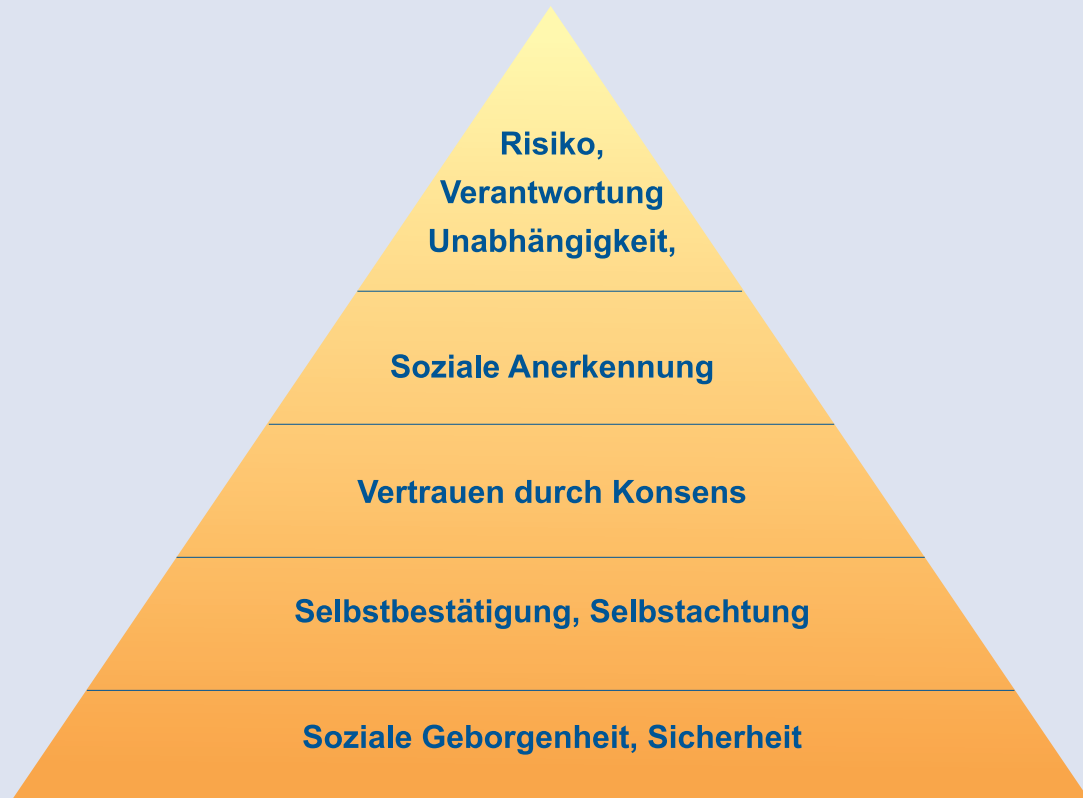 Risiko,
Verantwortung
Unabhängigkeit,
Soziale Anerkennung
Vertrauen durch Konsens
Selbstbestätigung, Selbstachtung
Soziale Geborgenheit, Sicherheit